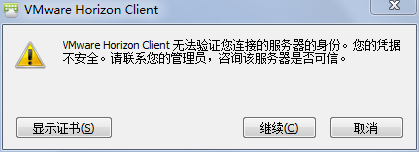 VMware Horizon Client
VMware Horizon Client 无法验证您连接的服务器的身份。您的凭据
不安全。请联系您的管理员，咨询该服务器是否可信。
显示证书(S) 继续(C) 取消